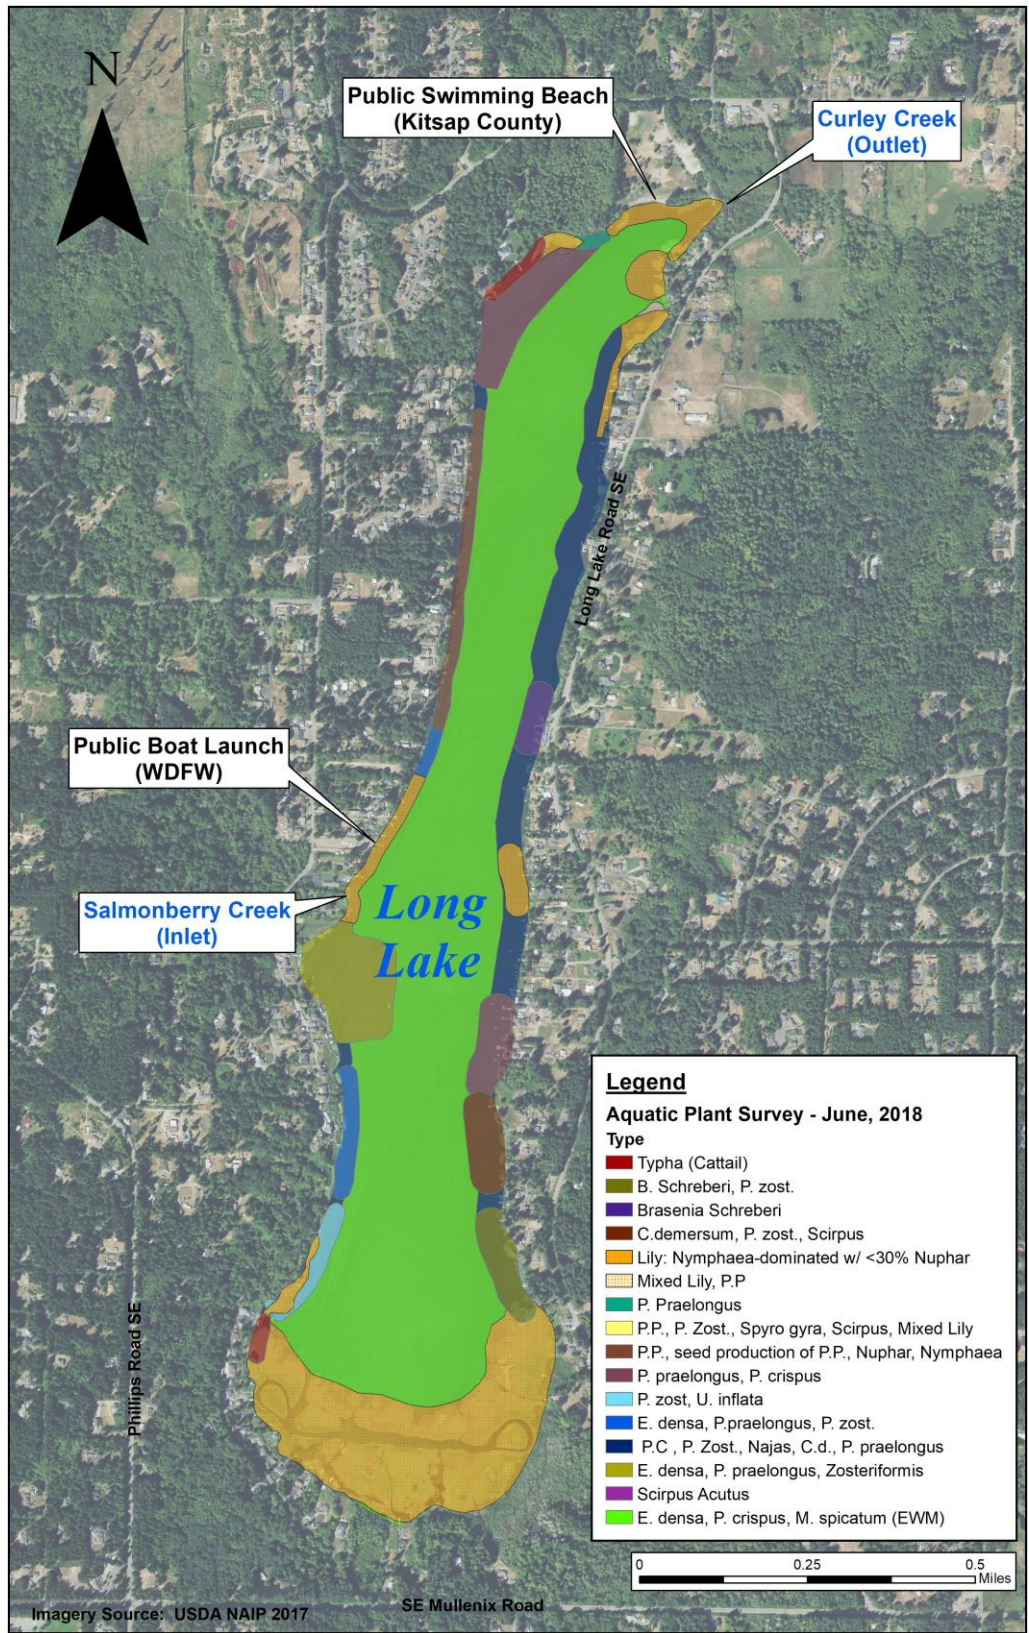 N
Public Swimming Beach
(Kitsap County)
Curley Creek
(Outlet)
Long Lake Road SE
Public Boat Launch
(WDFW)
Salmonberry Creek
(Inlet)
Long
Lake
Phillips Road SE
Legend
Aquatic Plant Survey - June, 2018
Type
Typha (Cattail)
B. Schreberi, P. zost.
Brasenia Schreberi
C.demersum, P. zost., Scirpus
Lily: Nymphaea-dominated w/ <30% Nuphar
Mixed Lily, P.P
P. Praelongus
P.P., P. Zost., Spyro gyra, Scirpus, Mixed Lily
P.P., seed production of P.P., Nuphar, Nymphaea
P. praelongus, P. crispus
P. zost, U. inflata
E. densa, P.praelongus, P. zost.
P.C , P. Zost., Najas, C.d., P. praelongus
E. densa, P. praelongus, Zosteriformis
Scirpus Acutus
E. densa, P. crispus, M. spicatum (EWM)
0 0.25 0.5
Miles
Imagery Source: USDA NAIP 2017
SE Mullenix Road